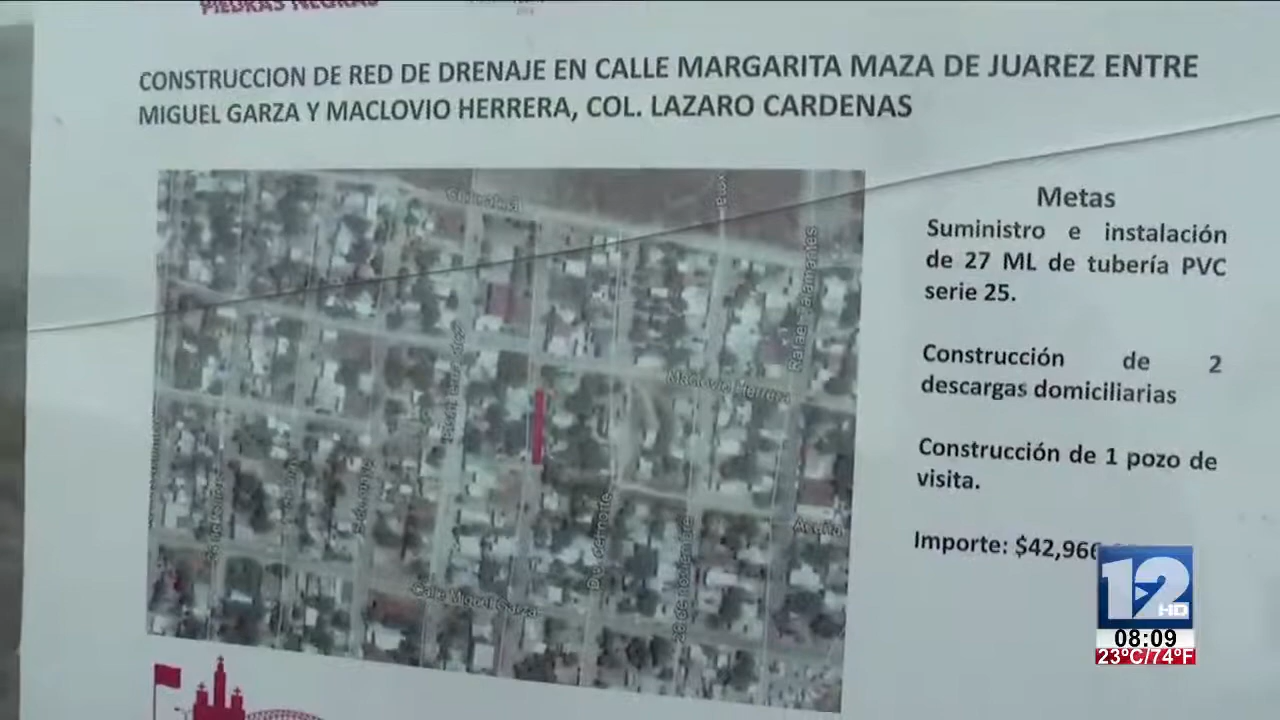 PIEDRAS NEGRAS
CONSTRUCCION DE RED DE DRENAJE EN CALLE MARGARITA MAZA DE JUAREZ ENTRE
MIGUEL GARZA Y MACLOVIO HERRERA, COL. LAZARO CARDENAS
Metas
Suministro e instalación
de 27 ML de tubería PVC
serie 25.
Construcción de 2
descargas domiciliarias
Construcción de 1 pozo de
visita.
Importe: $42,966
Maclovio Herrera
Calle Miguel Garza
28 de noviembre
12
HD
08:09
23°C/74°F